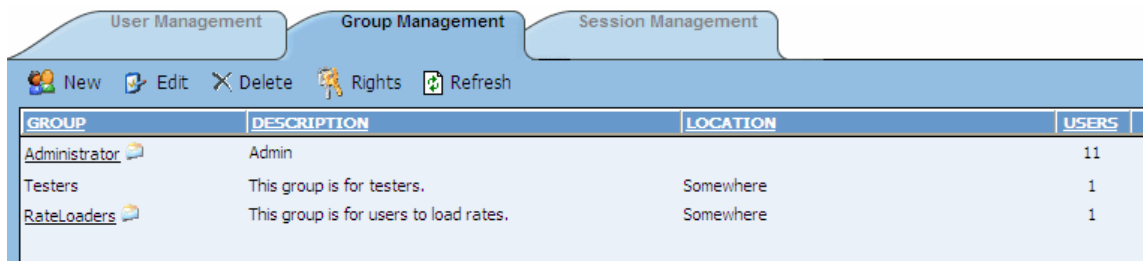 User Management Group Management Session Management
New Edit Delete Rights Refresh
GROUP DESCRIPTION LOCATION USERS
Administrator Admin 11
Testers This group is for testers. Somewhere 1
RateLoaders This group is for users to load rates. Somewhere 1